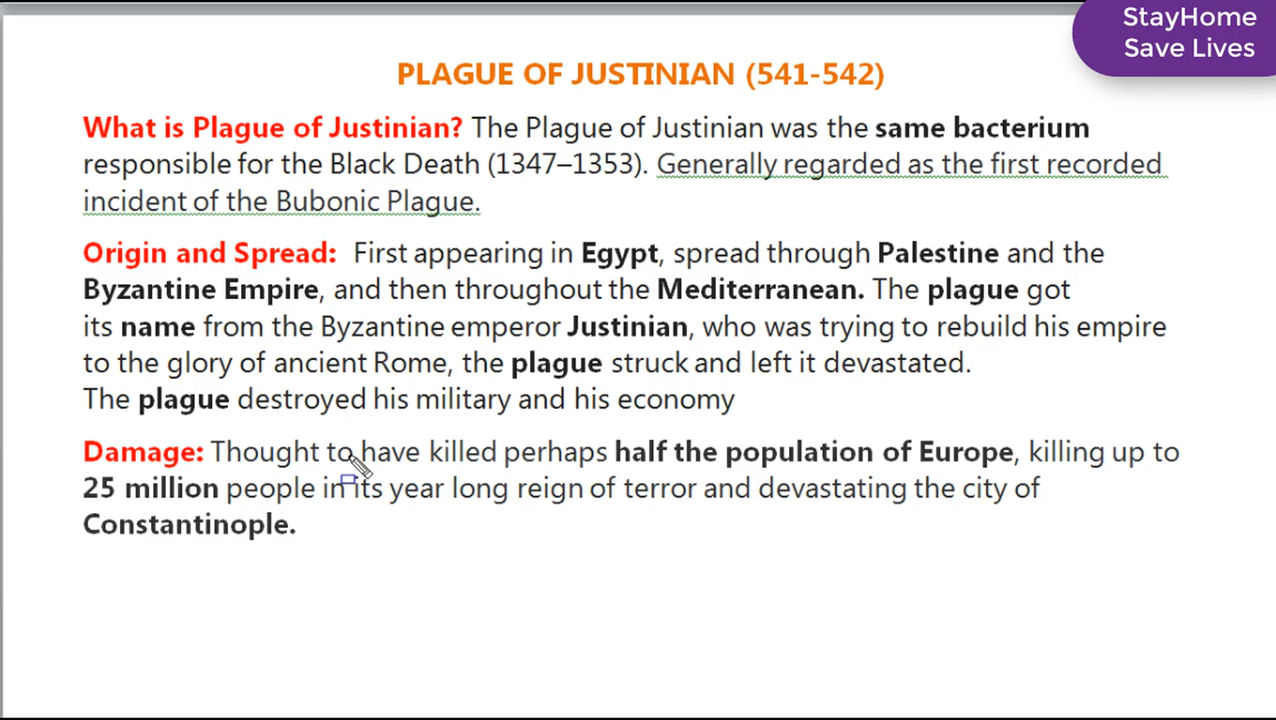 StayHome
Save Lives
PLAGUE OF JUSTINIAN (541-542)
What is Plague of Justinian? The Plague of Justinian was the same bacterium
responsible for the Black Death (1347–1353). Generally regarded as the first recorded
incident of the Bubonic Plague.
Origin and Spread: First appearing in Egypt, spread through Palestine and the
Byzantine Empire, and then throughout the Mediterranean. The plague got
its name from the Byzantine emperor Justinian, who was trying to rebuild his empire
to the glory of ancient Rome, the plague struck and left it devastated.
The plague destroyed his military and his economy
Damage: Thought to have killed perhaps half the population of Europe, killing up to
25 million people in its year long reign of terror and devastating the city of
Constantinople.